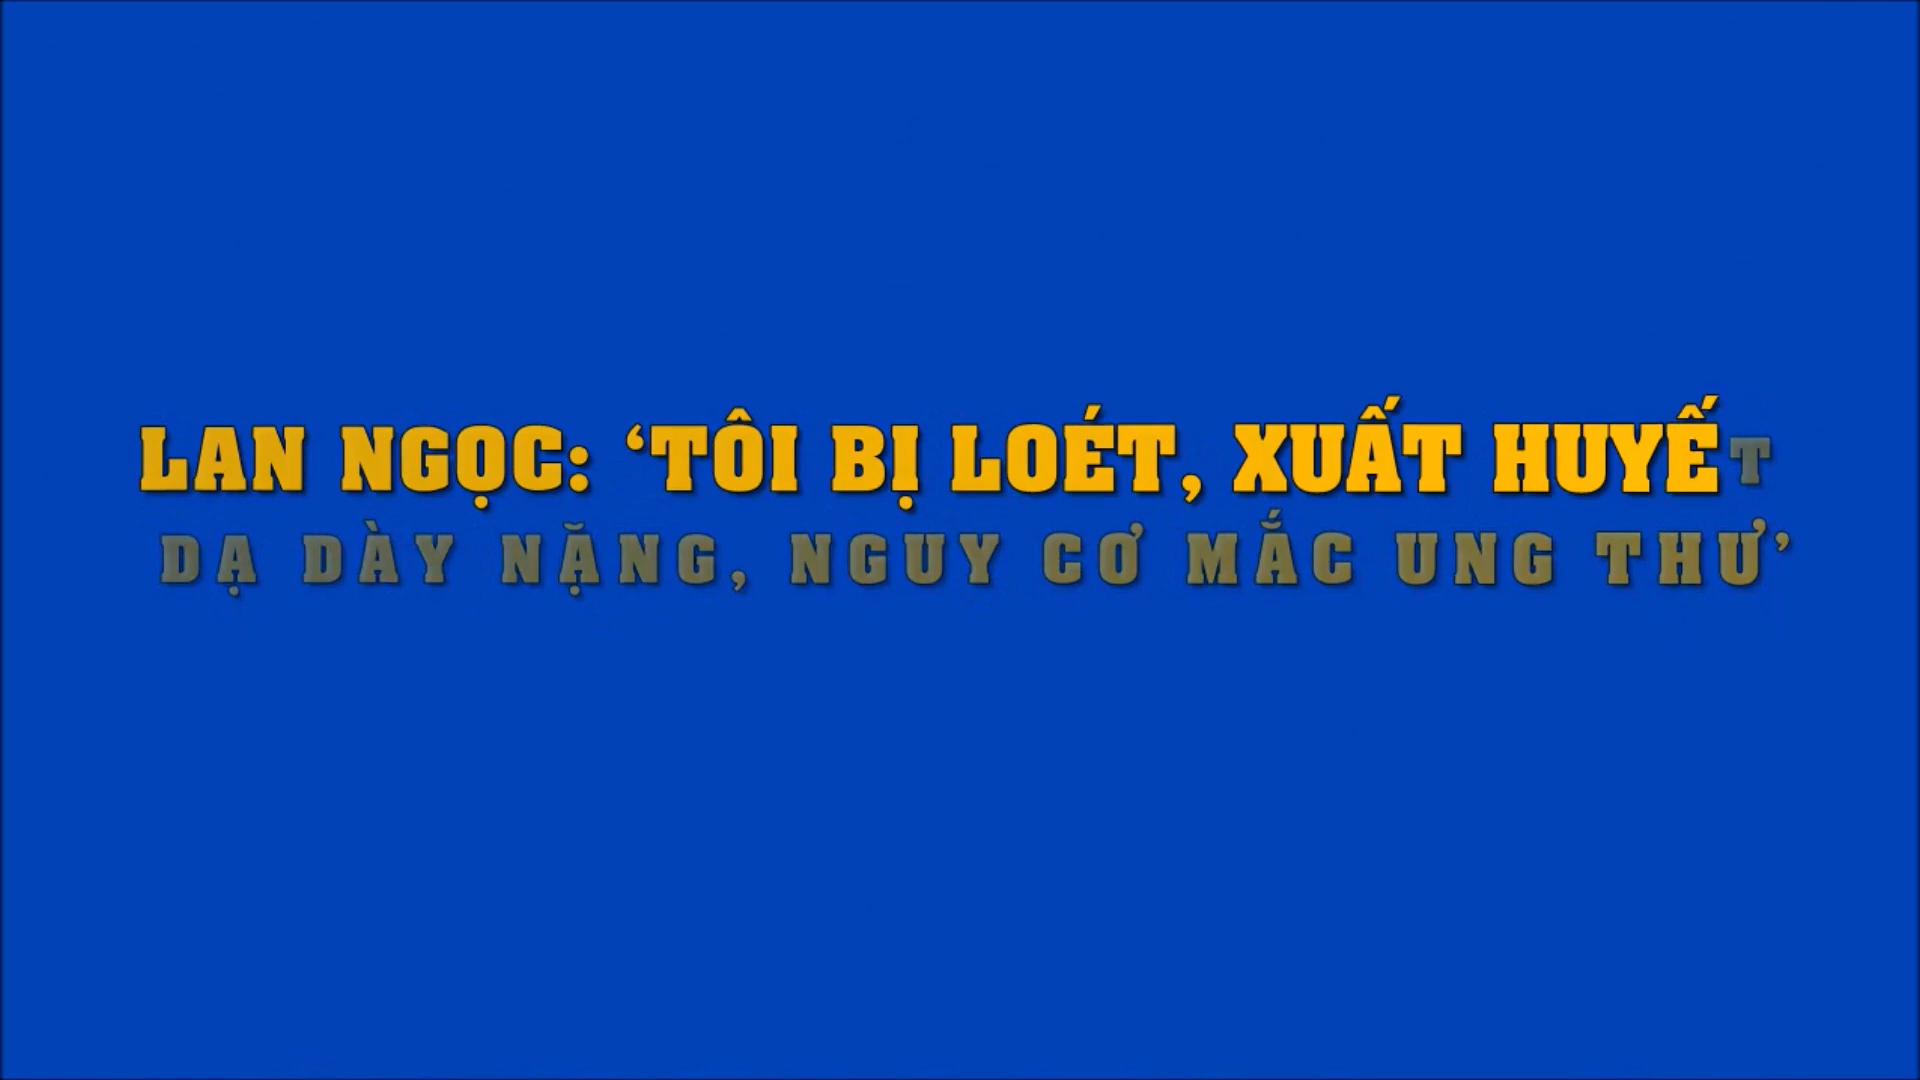 LAN NGỌC: ‘TÔI BỊ LOÉT, XUẤT HUYẾT
DẠ DÀY NẶNG, NGUY CƠ MẮC UNG THƯ’